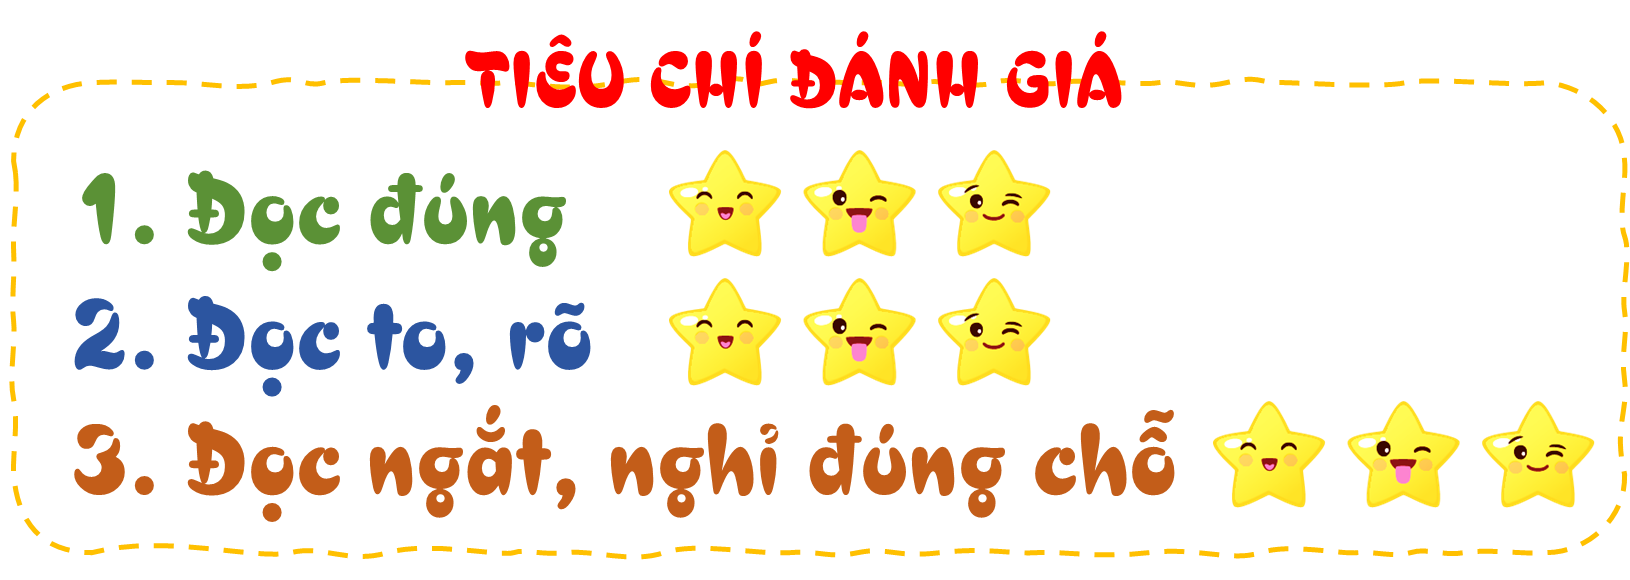 TIÊU CHÍ ĐÁNH GIÁ
1. Đọc đúng
2. Đọc to, rõ
3. Đọc ngắt, nghỉ đúng chỗ